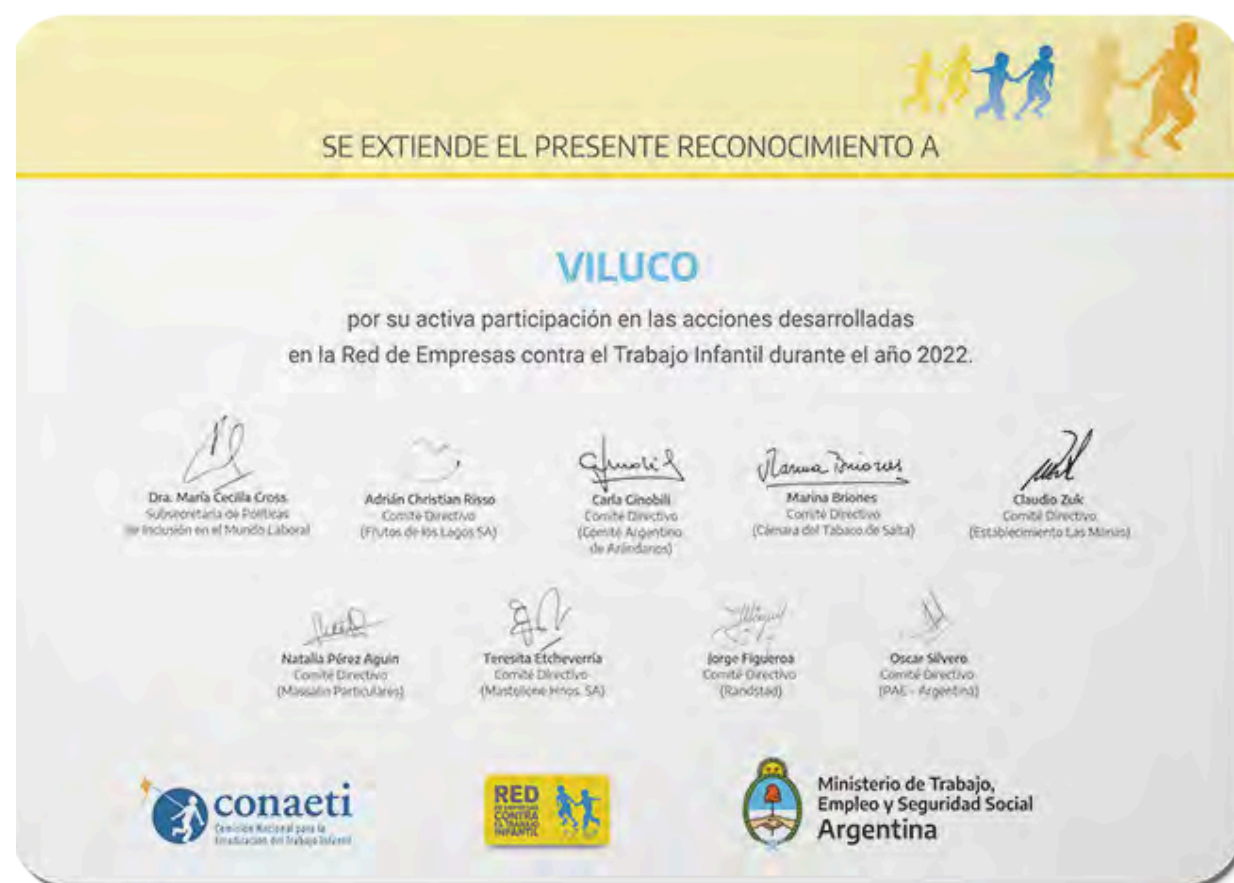 SE EXTIENDE EL PRESENTE RECONOCIMIENTO A
VILUCO
por su activa participación en las acciones desarrolladas
en la Red de Empresas contra el Trabajo Infantil durante el año 2022.
Dra. María Cecilia Cross
Subsecretaria de Políticas
de Inclusión en el Mundo Laboral
Adrián Christian Risso
Comité Directivo
(Frutos de los Lagos SA)
Carla Cinobili
Comité Directivo
(Comité Argentino
de Arándanos)
Marina Briones
Comité Directivo
(Cámara del Tabaco de Salta)
Claudio Zuk
Comité Directivo
(Establecimiento Las Marías)
Natalia Pérez Aguin
Comité Directivo
(Massalin Particulares)
Teresita Etcheverría
Comité Directivo
(Mastellone Hnos. SA)
Jorge Figueroa
Comité Directivo
(Randstad)
Oscar Silvero
Comité Directivo
(PAE - Argentina)
conaeti
Comisión Nacional para la
Erradicación del Trabajo Infantil
RED
DE EMPRESAS
CONTRA
EL TRABAJO
INFANTIL
Ministerio de Trabajo,
Empleo y Seguridad Social
Argentina